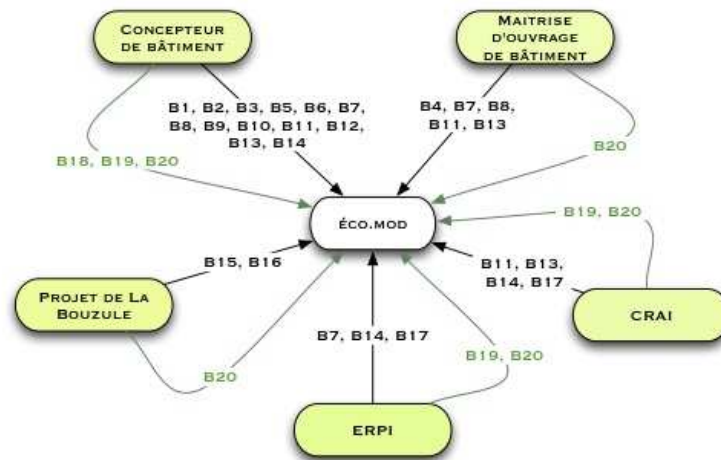 CONCEPTEUR
DE BÂTIMENT
MAITRISE
D'OUVRAGE
DE BÂTIMENT
B1, B2, B3, B5, B6, B7,
B8, B9, B10, B11, B12,
B13, B14
B4, B7, B8,
B11, B13
B18, B19, B20
B20
ÉCO.MOD
B19, B20
B15, B16
B11, B13,
B14, B17
PROJET DE LA
BOUZULE
CRAI
B7, B14, B17
B19, B20
B20
ERPI